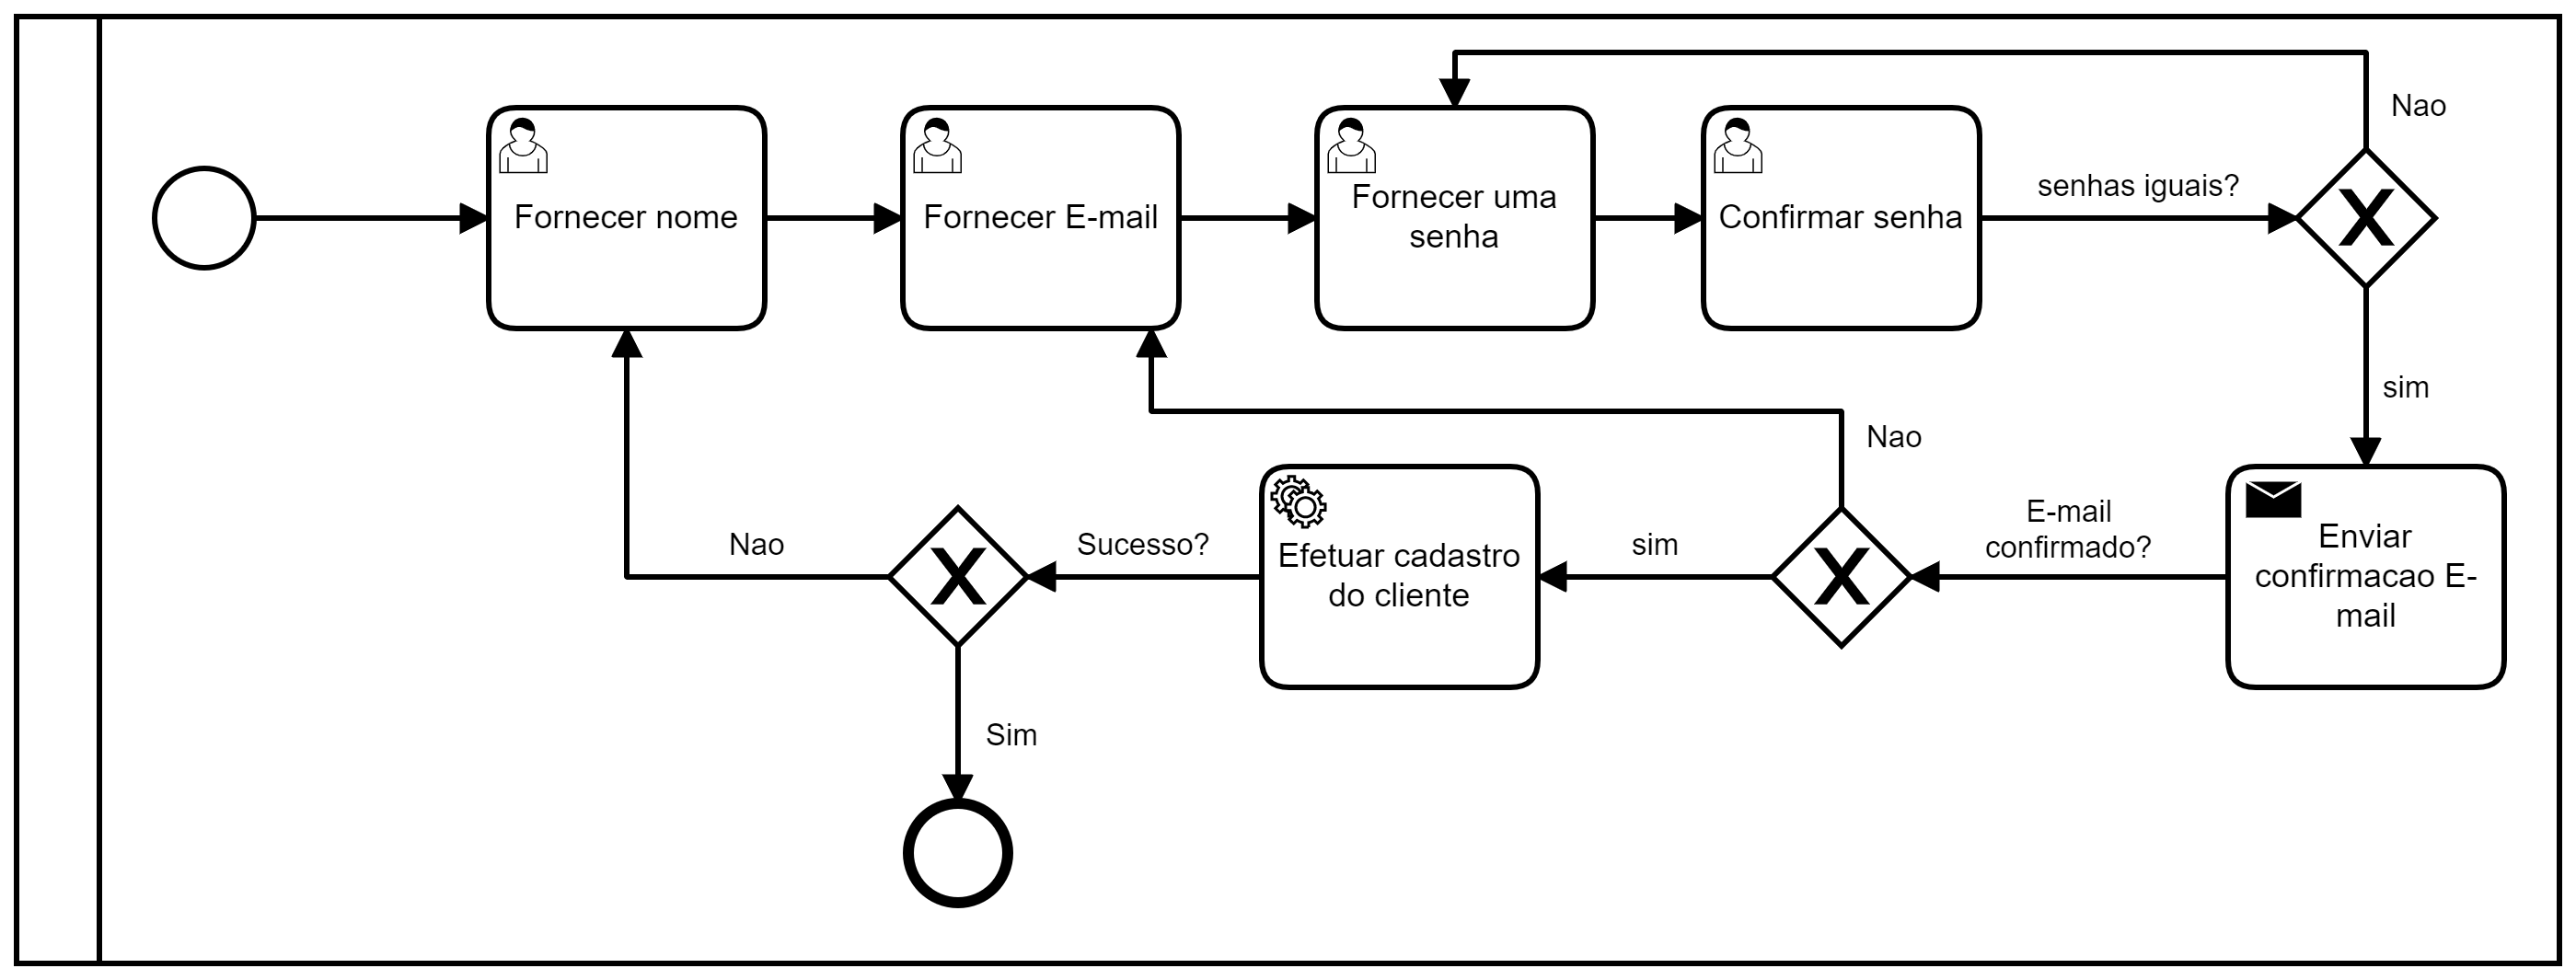 Nao
Fornecer nome
Fornecer E-mail
Fornecer uma
senha
Confirmar senha
senhas iguais?
sim
Nao
E-mail
confirmado?
Enviar
confirmacao E-
mail
sim
Efetuar cadastro
do cliente
Sucesso?
Nao
Sim